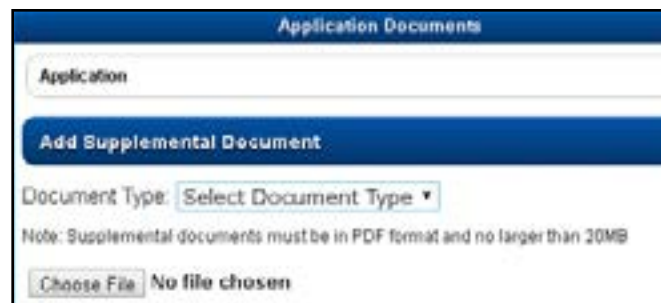 Application Documents
Application
Add Supplemental Document
Document Type: Select Document Type
Note: Supplemental documents must be in PDF format and no larger than 20MB
Choose File No file chosen